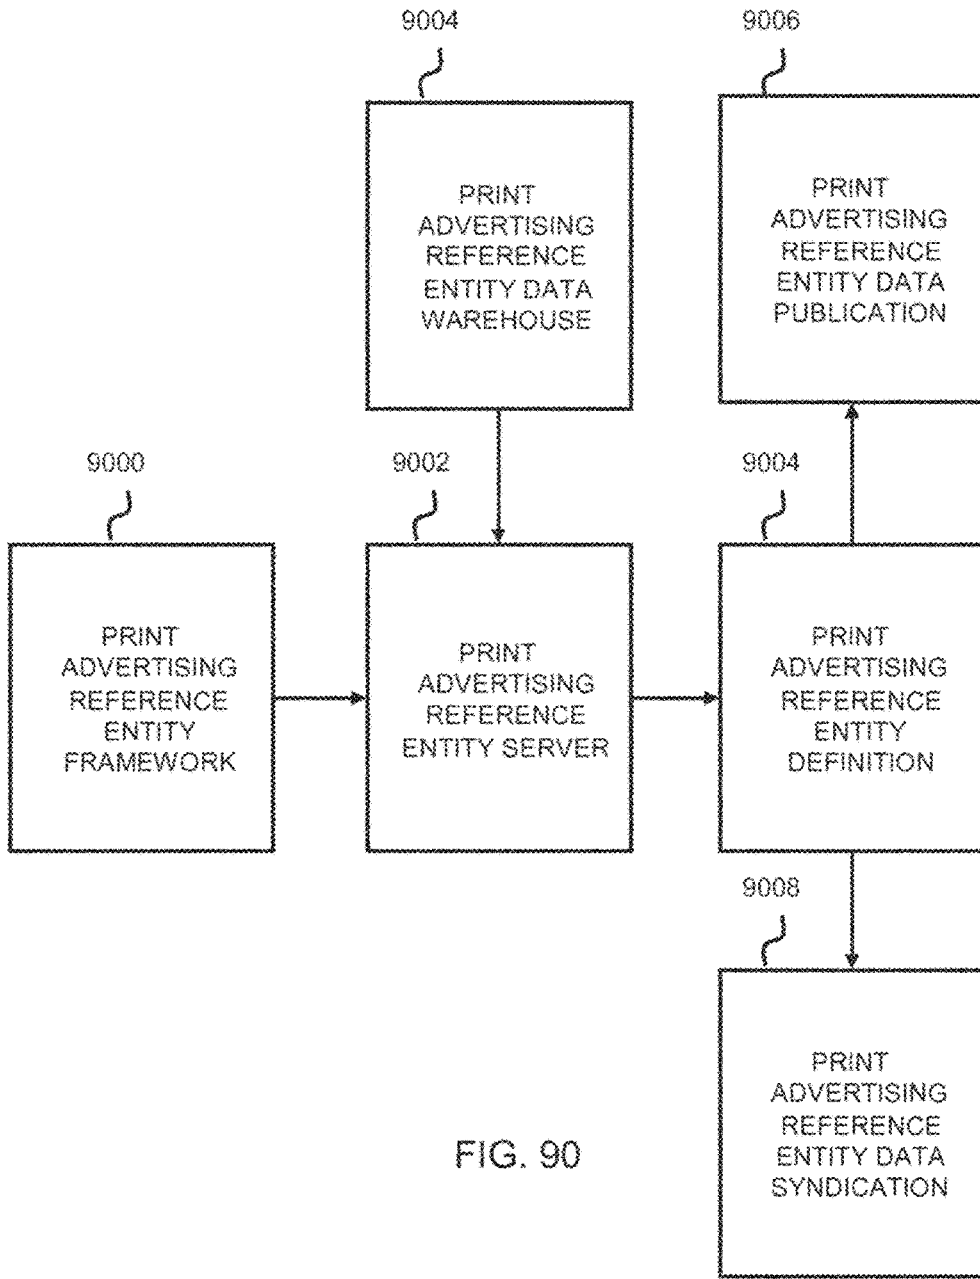 9004
PRINT
ADVERTISING
REFERENCE
ENTITY DATA
WAREHOUSE
9006
PRINT
ADVERTISING
REFERENCE
ENTITY DATA
PUBLICATION
9000
PRINT
ADVERTISING
REFERENCE
ENTITY
FRAMEWORK
9002
PRINT
ADVERTISING
REFERENCE
ENTITY SERVER
9004
PRINT
ADVERTISING
REFERENCE
ENTITY
DEFINITION
9008
PRINT
ADVERTISING
REFERENCE
ENTITY DATA
SYNDICATION
FIG. 90